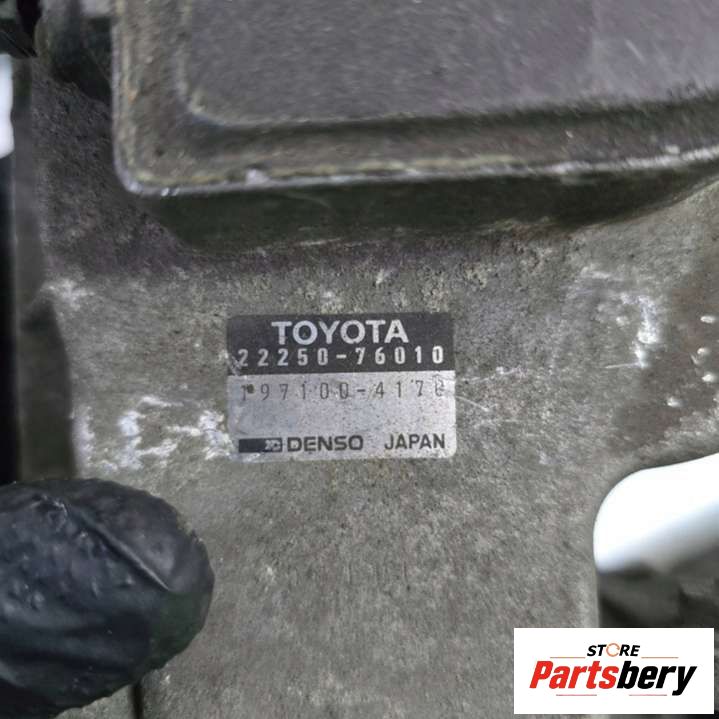 TOYOTA
22250-76010
197100-4170
DENSO JAPAN
STORE
Partsbery